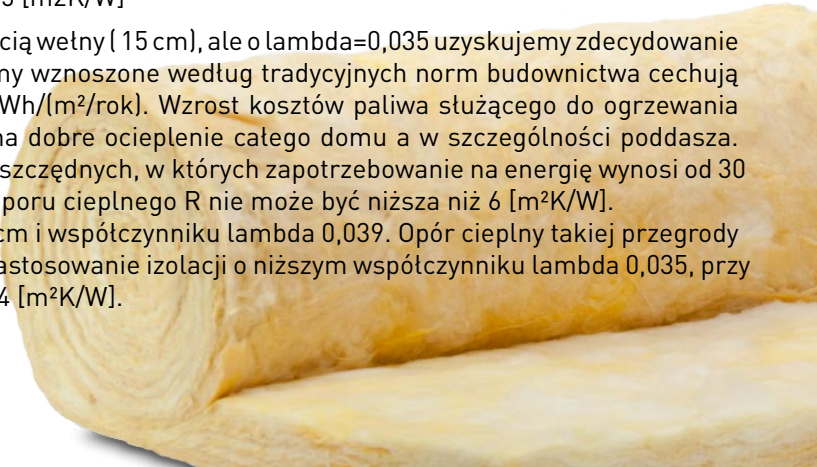 [m2K/W]
cią wełny ( 15 cm), ale o lambda=0,035 uzyskujemy zdecydowanie
my wznoszone według tradycyjnych norm budownictwa cechują
Wh/(m²/rok). Wzrost kosztów paliwa służącego do ogrzewania
na dobre ocieplenie całego domu a w szczególności poddasza.
szczędnych, w których zapotrzebowanie na energię wynosi od 30
poru cieplnego R nie może być niższa niż 6 [m²K/W].
cm i współczynniku lambda 0,039. Opór cieplny takiej przegrody
astosowanie izolacji o niższym współczynniku lambda 0,035, przy
4 [m²K/W].